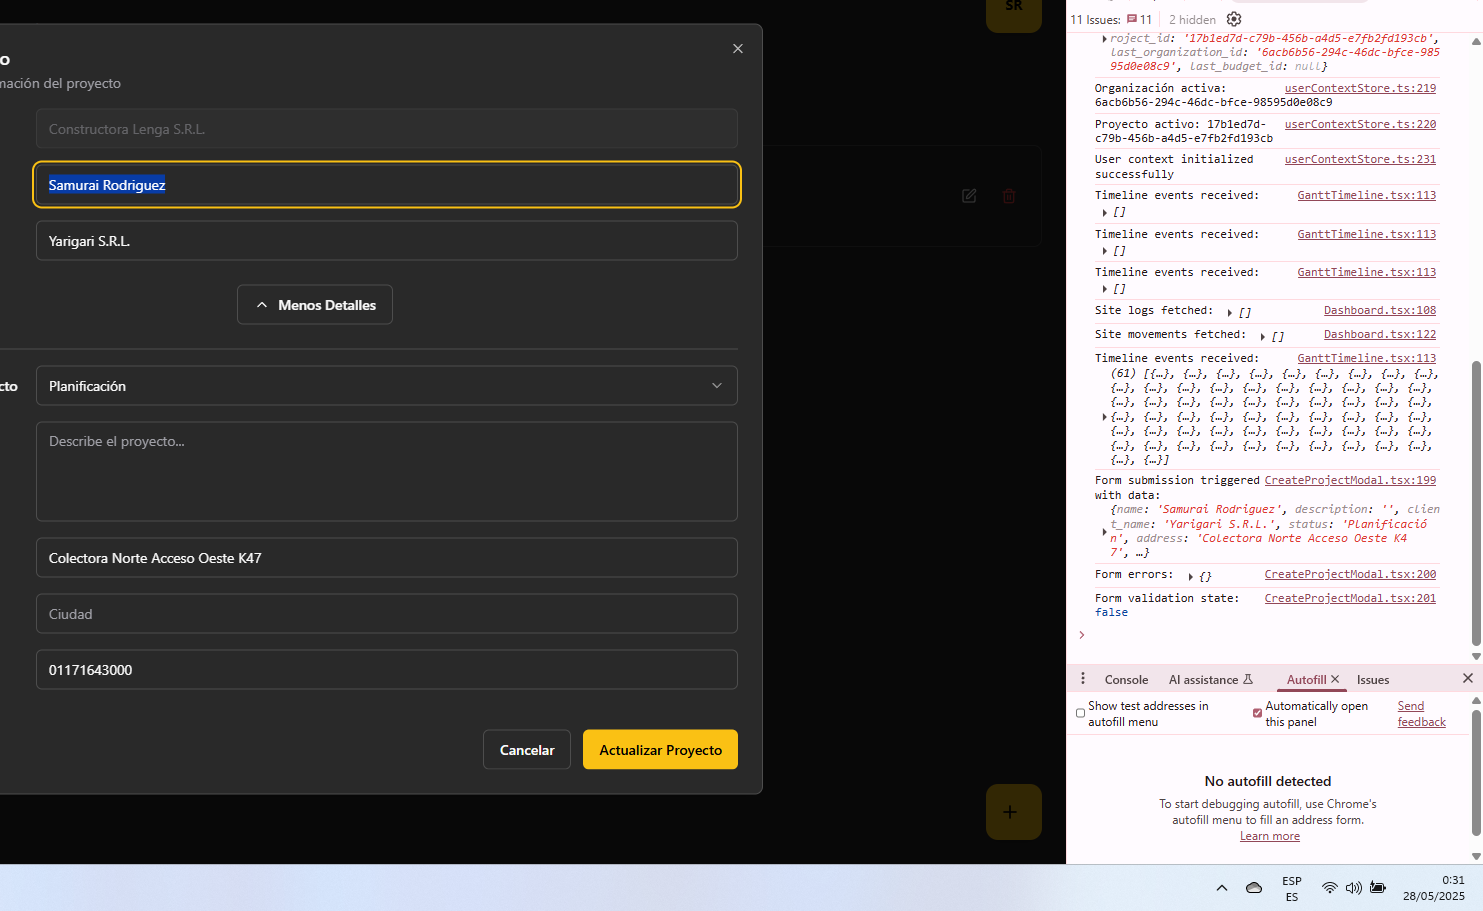 SR
o
mación del proyecto
Constructora Lenga S.R.L.
Samurai Rodriguez
Yarigari S.R.L.
Menos Detalles
cto
Planificación
Describe el proyecto...
Colectora Norte Acceso Oeste K47
Ciudad
01171643000
Cancelar
Actualizar Proyecto
+
11 Issues: 11
2 hidden
roject_id: '17b1ed7d-c79b-456b-a4d5-e7fb2fd193cb',
last_organization_id: '6acb6b56-294c-46dc-bfce-985
95d0e08c9', last_budget_id: null}
Organización activa: userContextStore.ts:219
6acb6b56-294c-46dc-bfce-98595d0e08c9
Proyecto activo: 17b1ed7d- userContextStore.ts:220
c79b-456b-a4d5-e7fb2fd193cb
User context initialized userContextStore.ts:231
successfully
Timeline events received: GanttTimeline.tsx:113
[]
Timeline events received: GanttTimeline.tsx:113
[]
Timeline events received: GanttTimeline.tsx:113
[]
Site logs fetched: [] Dashboard.tsx:108
Site movements fetched: [] Dashboard.tsx:122
Timeline events received: GanttTimeline.tsx:113
(61) [{…}, {…}, {…}, {…}, {…}, {…}, {…}, {…}, {…},
{…}, {…}, {…}, {…}, {…}, {…}, {…}, {…}, {…}, {…},
{…}, {…}, {…}, {…}, {…}, {…}, {…}, {…}, {…}, {…},
{…}, {…}, {…}, {…}, {…}, {…}, {…}, {…}, {…}, {…},
{…}, {…}, {…}, {…}, {…}, {…}, {…}, {…}, {…}, {…},
{…}, {…}, {…}, {…}, {…}, {…}, {…}, {…}, {…}, {…},
{…}, {…}]
Form submission triggered CreateProjectModal.tsx:199
with data:
{name: 'Samurai Rodriguez', description: '', clien
t_name: 'Yarigari S.R.L.', status: 'Planificació
n', address: 'Colectora Norte Acceso Oeste K4
7', …}
Form errors: {} CreateProjectModal.tsx:200
Form validation state: CreateProjectModal.tsx:201
false
Console
AI assistance
Autofill
Issues
Show test addresses in
autofill menu
Automatically open
this panel
Send
feedback
No autofill detected
To start debugging autofill, use Chrome's
autofill menu to fill an address form.
Learn more
ESP
ES
0:31
28/05/2025